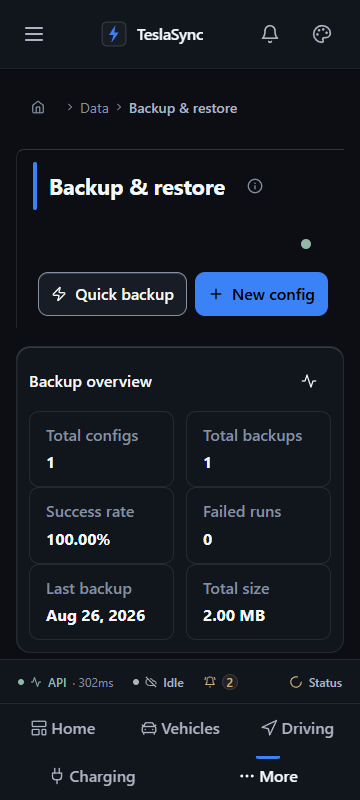 TeslaSync
Data Backup & restore
Backup & restore
Quick backup New config
Backup overview
Total configs Total backups
1 1
Success rate Failed runs
100.00% 0
Last backup Total size
Aug 26, 2026 2.00 MB
API · 302ms Idle 2 Status
Home Vehicles Driving
Charging More